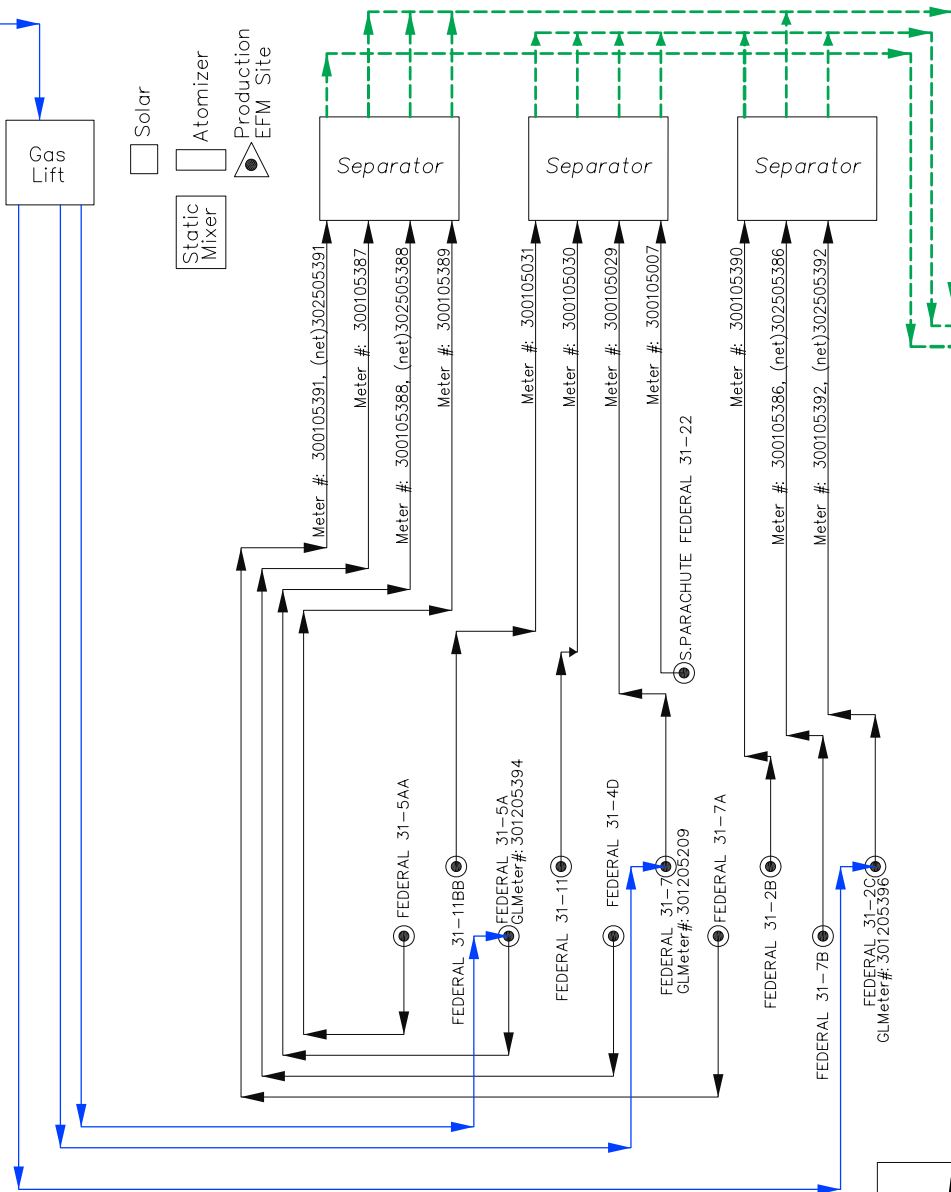 Gas
Lift
Solar
Atomizer
Production
EFM Site
Static
Mixer
Separator
Separator
Separator
Meter #: 300105391, (net)302505391
Meter #: 300105387
Meter #: 300105388, (net)302505388
Meter #: 300105389
Meter #: 300105031
Meter #: 300105030
Meter #: 300105029
Meter #: 300105007
Meter #: 300105390
Meter #: 300105386, (net)302505386
Meter #: 300105392, (net)302505392
S.PARACHUTE FEDERAL 31-22
FEDERAL 31-5AA
FEDERAL 31-11BB
FEDERAL 31-5A
GLMeter#: 301205394
FEDERAL 31-11
FEDERAL 31-4D
FEDERAL 31-7
GLMeter#: 301205209
FEDERAL 31-7A
FEDERAL 31-2B
FEDERAL 31-7B
FEDERAL 31-2C
GLMeter#: 301205396